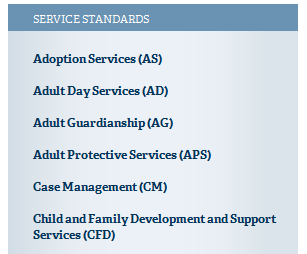 SERVICE STANDARDS
Adoption Services (AS)
Adult Day Services (AD)
Adult Guardianship (AG)
Adult Protective Services (APS)
Case Management (CM)
Child and Family Development and Support
Services (CFD)